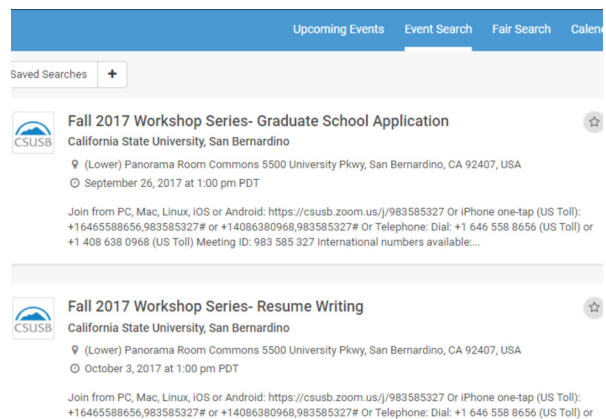 Upcoming Events Event Search Fair Search Calen
Saved Searches +
CSUSB
Fall 2017 Workshop Series- Graduate School Application
California State University, San Bernardino
(Lower) Panorama Room Commons 5500 University Pkwy, San Bernardino, CA 92407, USA
September 26, 2017 at 1:00 pm PDT
Join from PC, Mac, Linux, iOS or Android: https://csusb.zoom.us/j/983585327 Or iPhone one-tap (US Toll):
+16465588656,983585327# or +14086380968,983585327# Or Telephone: Dial: +1 646 558 8656 (US Toll) or
+1 408 638 0968 (US Toll) Meeting ID: 983 585 327 International numbers available:...
CSUSB
Fall 2017 Workshop Series- Resume Writing
California State University, San Bernardino
(Lower) Panorama Room Commons 5500 University Pkwy, San Bernardino, CA 92407, USA
October 3, 2017 at 1:00 pm PDT
Join from PC, Mac, Linux, iOS or Android: https://csusb.zoom.us/j/983585327 Or iPhone one-tap (US Toll):
+16465588656,983585327# or +14086380968,983585327# Or Telephone: Dial: +1 646 558 8656 (US Toll) or